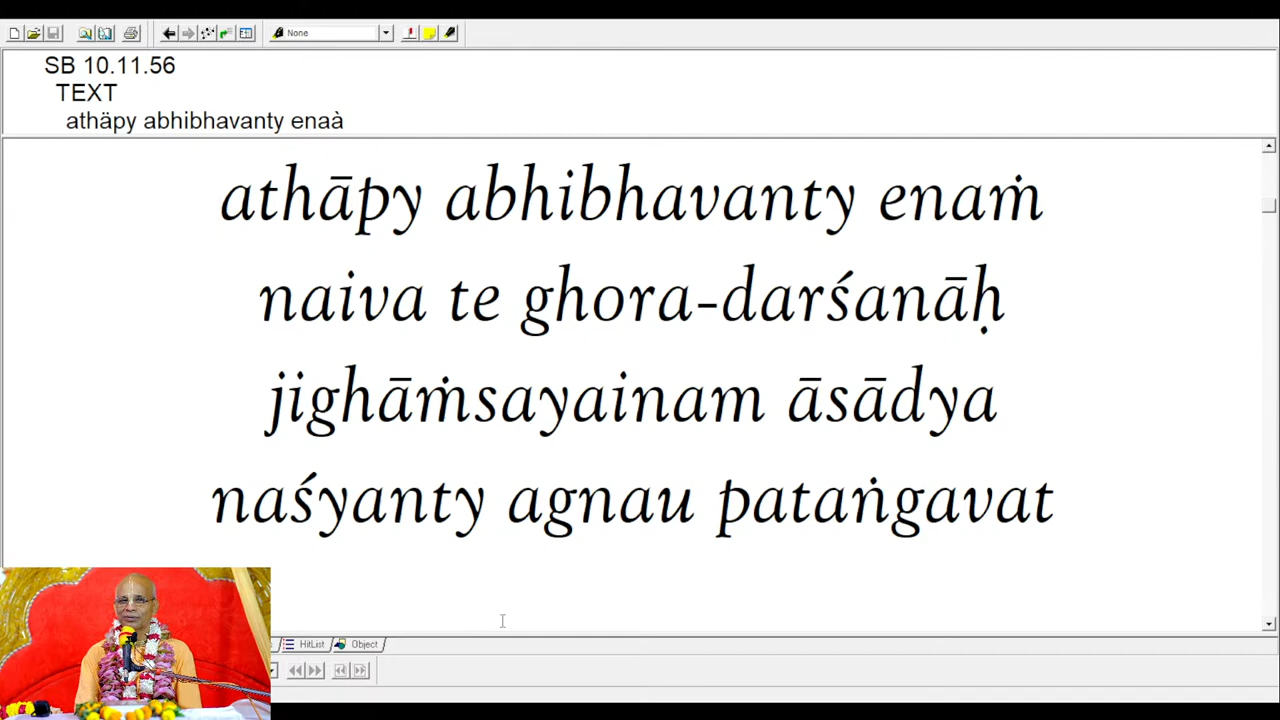 None
SB 10.11.56
TEXT
athäpy abhibhavanty enaà
athāpy abhibhavanty enaṁ
naiva te ghora-darśanāḥ
jighāṁsayainam āsādya
naśyanty agnau pataṅgavat
HitList Object